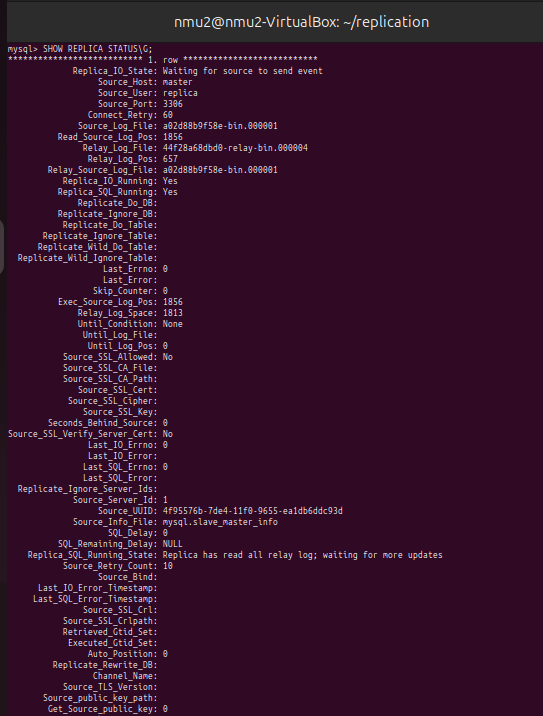 nmu2@nmu2-VirtualBox: ~/replication
mysql> SHOW REPLICA STATUS\G;
*************************** 1. row ***************************
Replica_IO_State: Waiting for source to send event
Source_Host: master
Source_User: replica
Source_Port: 3306
Connect_Retry: 60
Source_Log_File: a02d88b9f58e-bin.000001
Read_Source_Log_Pos: 1856
Relay_Log_File: 44f28a68dbd0-relay-bin.000004
Relay_Log_Pos: 657
Relay_Source_Log_File: a02d88b9f58e-bin.000001
Replica_IO_Running: Yes
Replica_SQL_Running: Yes
Replicate_Do_DB:
Replicate_Ignore_DB:
Replicate_Do_Table:
Replicate_Ignore_Table:
Replicate_Wild_Do_Table:
Replicate_Wild_Ignore_Table:
Last_Errno: 0
Last_Error:
Skip_Counter: 0
Exec_Source_Log_Pos: 1856
Relay_Log_Space: 1813
Until_Condition: None
Until_Log_File:
Until_Log_Pos: 0
Source_SSL_Allowed: No
Source_SSL_CA_File:
Source_SSL_CA_Path:
Source_SSL_Cert:
Source_SSL_Cipher:
Source_SSL_Key:
Seconds_Behind_Source: 0
Source_SSL_Verify_Server_Cert: No
Last_IO_Errno: 0
Last_IO_Error:
Last_SQL_Errno: 0
Last_SQL_Error:
Replicate_Ignore_Server_Ids:
Source_Server_Id: 1
Source_UUID: 4f95576b-7de4-11f0-9655-ea1db6ddc93d
Source_Info_File: mysql.slave_master_info
SQL_Delay: 0
SQL_Remaining_Delay: NULL
Replica_SQL_Running_State: Replica has read all relay log; waiting for more updates
Source_Retry_Count: 10
Source_Bind:
Last_IO_Error_Timestamp:
Last_SQL_Error_Timestamp:
Source_SSL_Crl:
Source_SSL_Crlpath:
Retrieved_Gtid_Set:
Executed_Gtid_Set:
Auto_Position: 0
Replicate_Rewrite_DB:
Channel_Name:
Source_TLS_Version:
Source_public_key_path:
Get_Source_public_key: 0